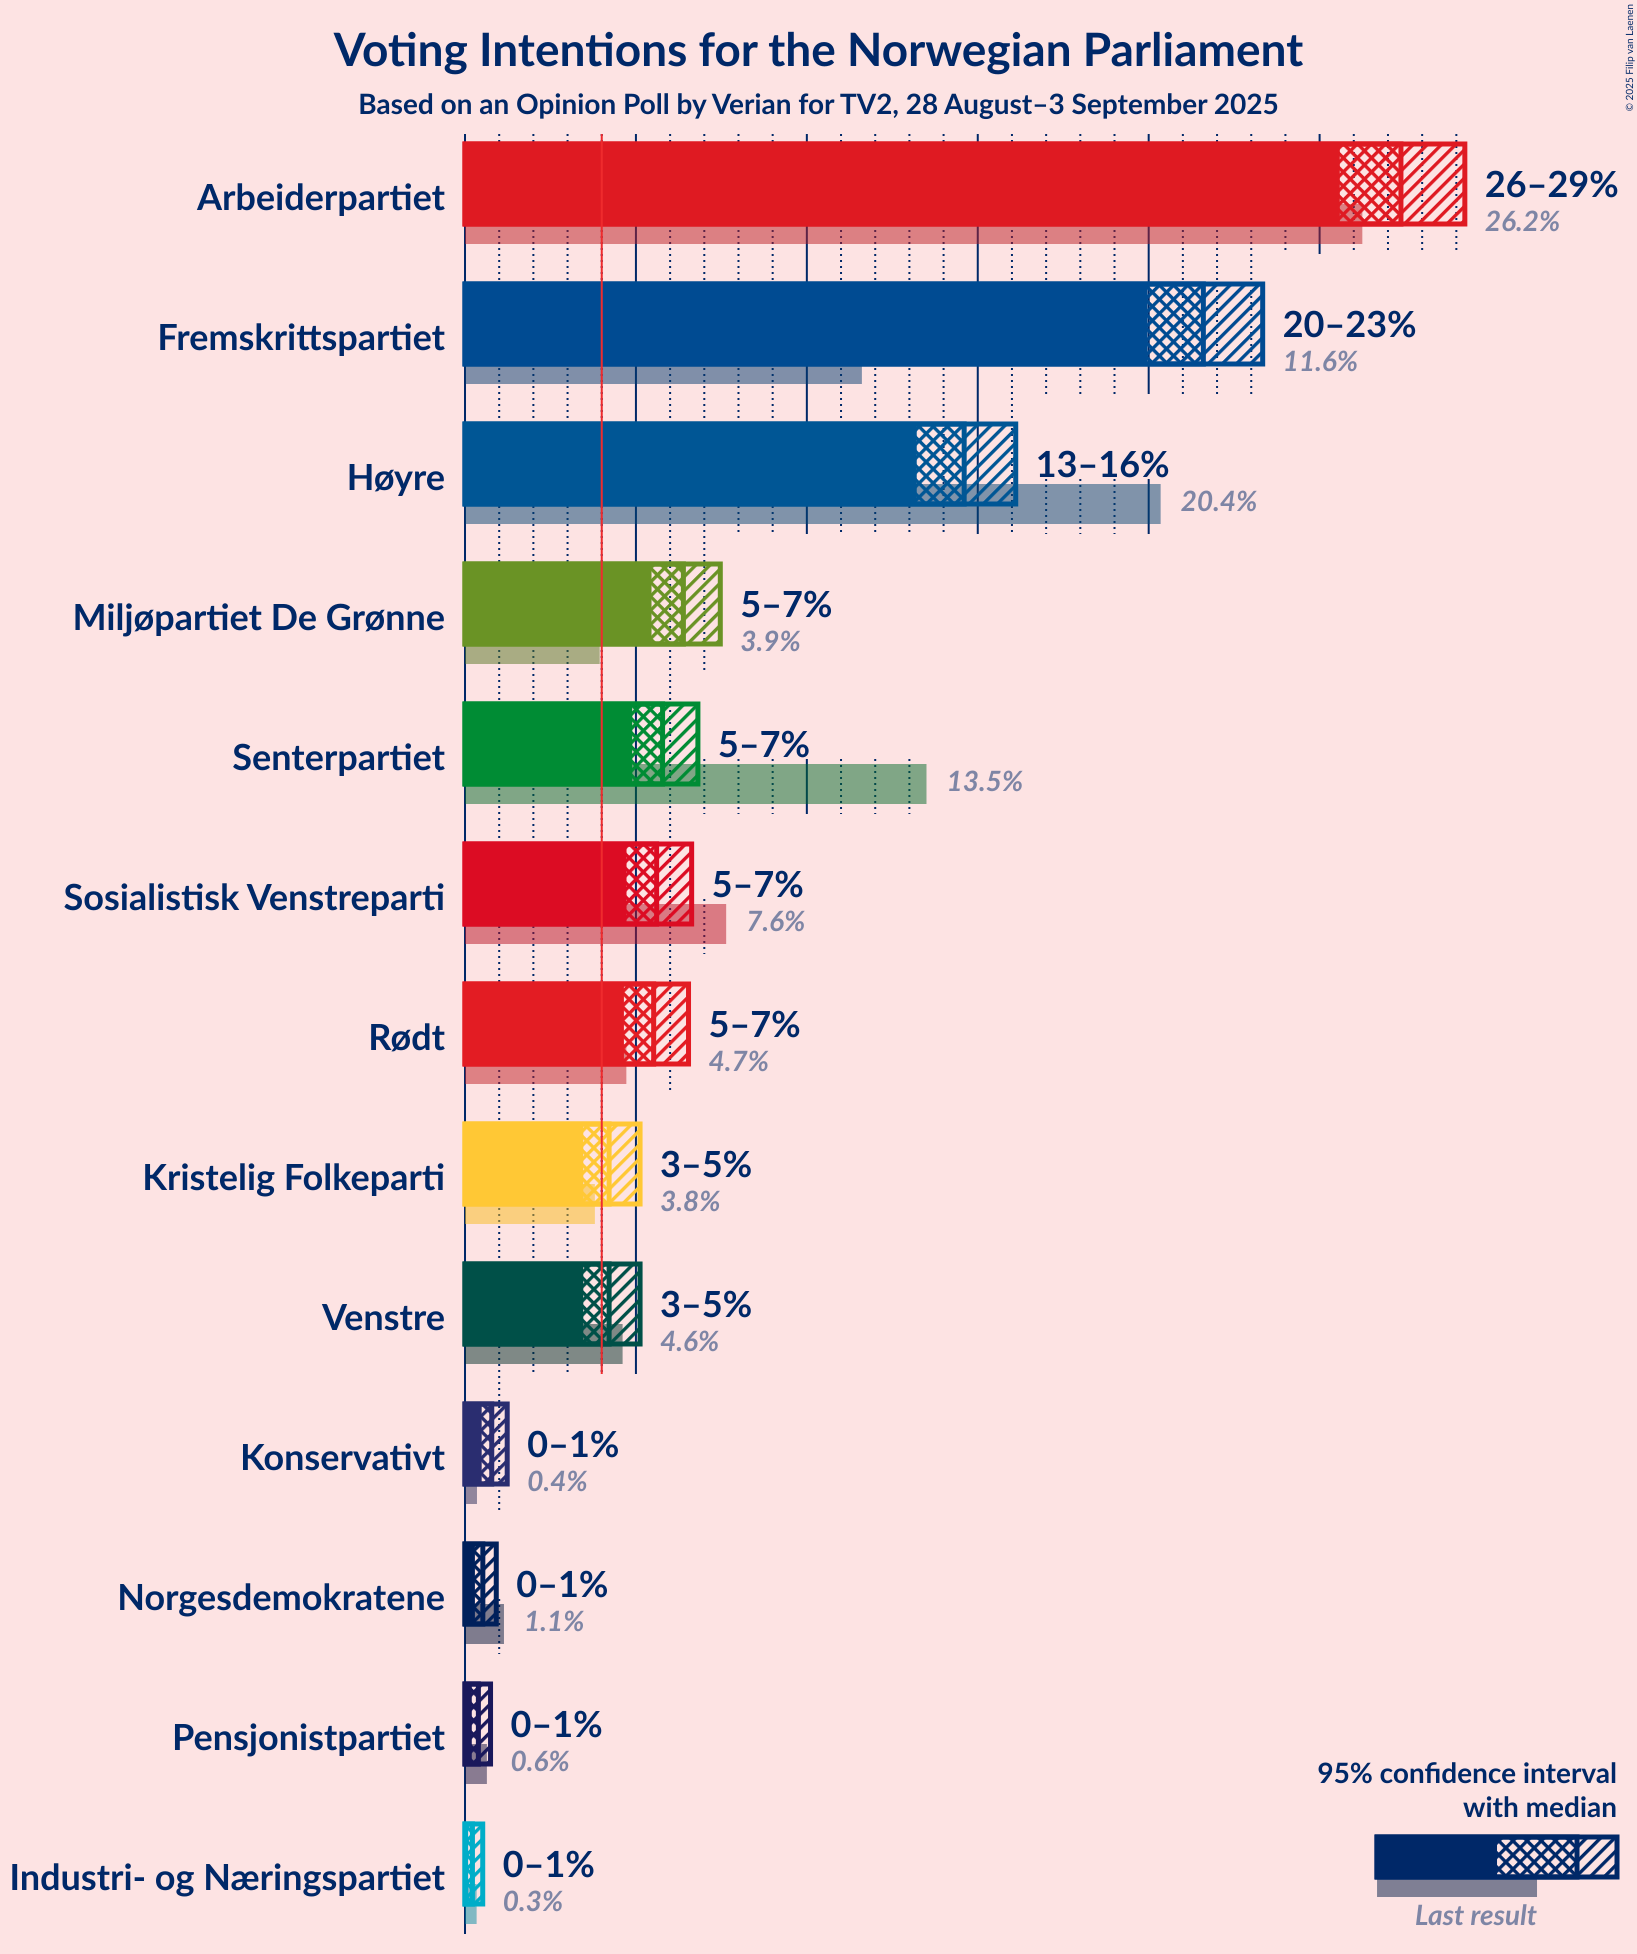 Voting Intentions for the Norwegian Parliament
Based on an Opinion Poll by Verian for TV2, 28 August–3 September 2025
© 2025 Filip van Laenen
Arbeiderpartiet
26–29%
26.2%
Fremskrittspartiet
20–23%
11.6%
Høyre
13–16%
20.4%
Miljøpartiet De Grønne
5–7%
3.9%
Senterpartiet
5–7%
13.5%
Sosialistisk Venstreparti
5–7%
7.6%
Rødt
5–7%
4.7%
Kristelig Folkeparti
3–5%
3.8%
Venstre
3–5%
4.6%
Konservativt
0–1%
0.4%
Norgesdemokratene
0–1%
1.1%
Pensjonistpartiet
0–1%
0.6%
Industri- og Næringspartiet
0–1%
0.3%
95% confidence interval
with median
Last result